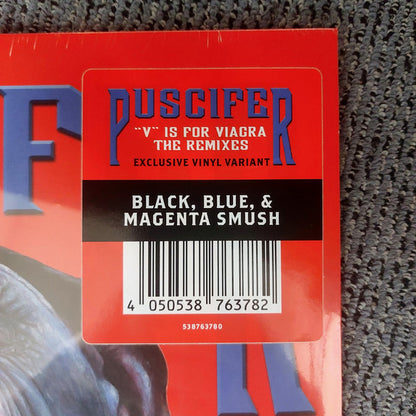 F
PUSCIFER
"V" IS FOR VIAGRA
THE REMIXES
EXCLUSIVE VINYL VARIANT
BLACK, BLUE, &
MAGENTA SMUSH
4 050538 763782
538763780